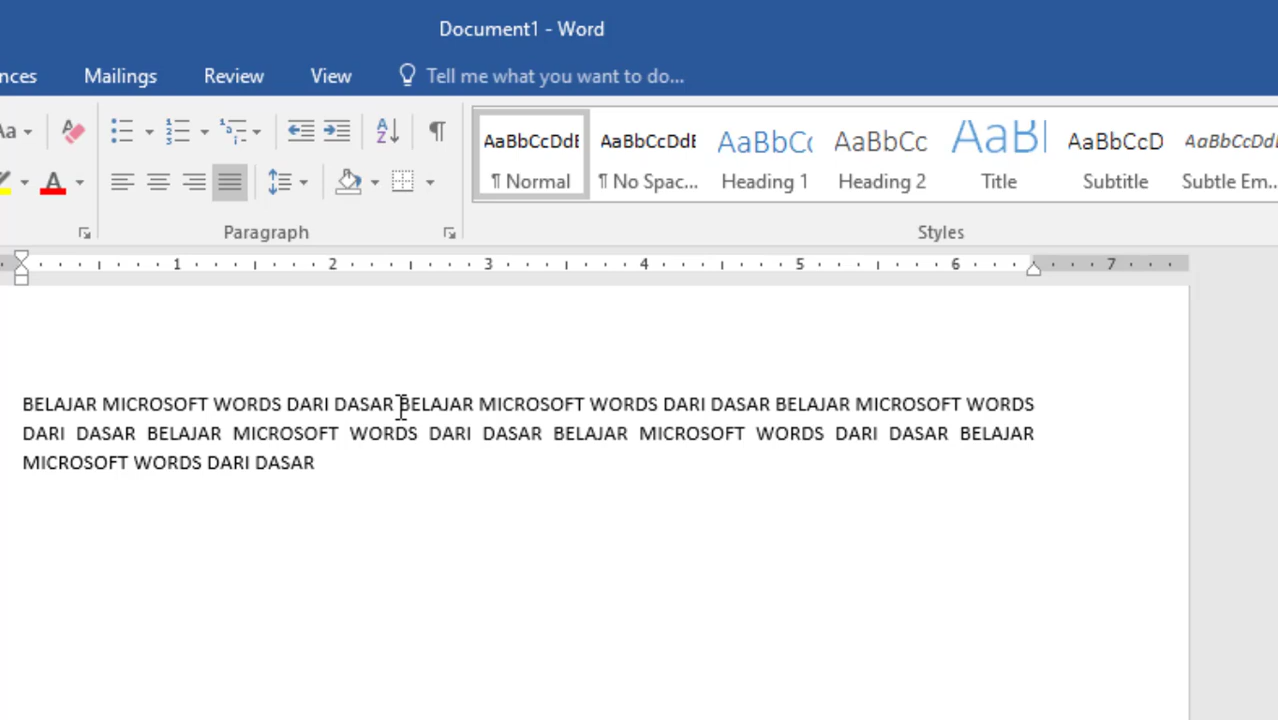 Document1 - Word
nces Mailings Review View Tell me what you want to do...
Aa
AaBbCcDdE AaBbCcDdE AaBbCc AaBbCc AaBl AaBbCcD AaBbCcDdE
¶ Normal ¶ No Spac... Heading 1 Heading 2 Title Subtitle Subtle Em...
Paragraph Styles
1 2 3 4 5 6 7
BELAJAR MICROSOFT WORDS DARI DASAR BELAJAR MICROSOFT WORDS DARI DASAR BELAJAR MICROSOFT WORDS
DARI DASAR BELAJAR MICROSOFT WORDS DARI DASAR BELAJAR MICROSOFT WORDS DARI DASAR BELAJAR
MICROSOFT WORDS DARI DASAR